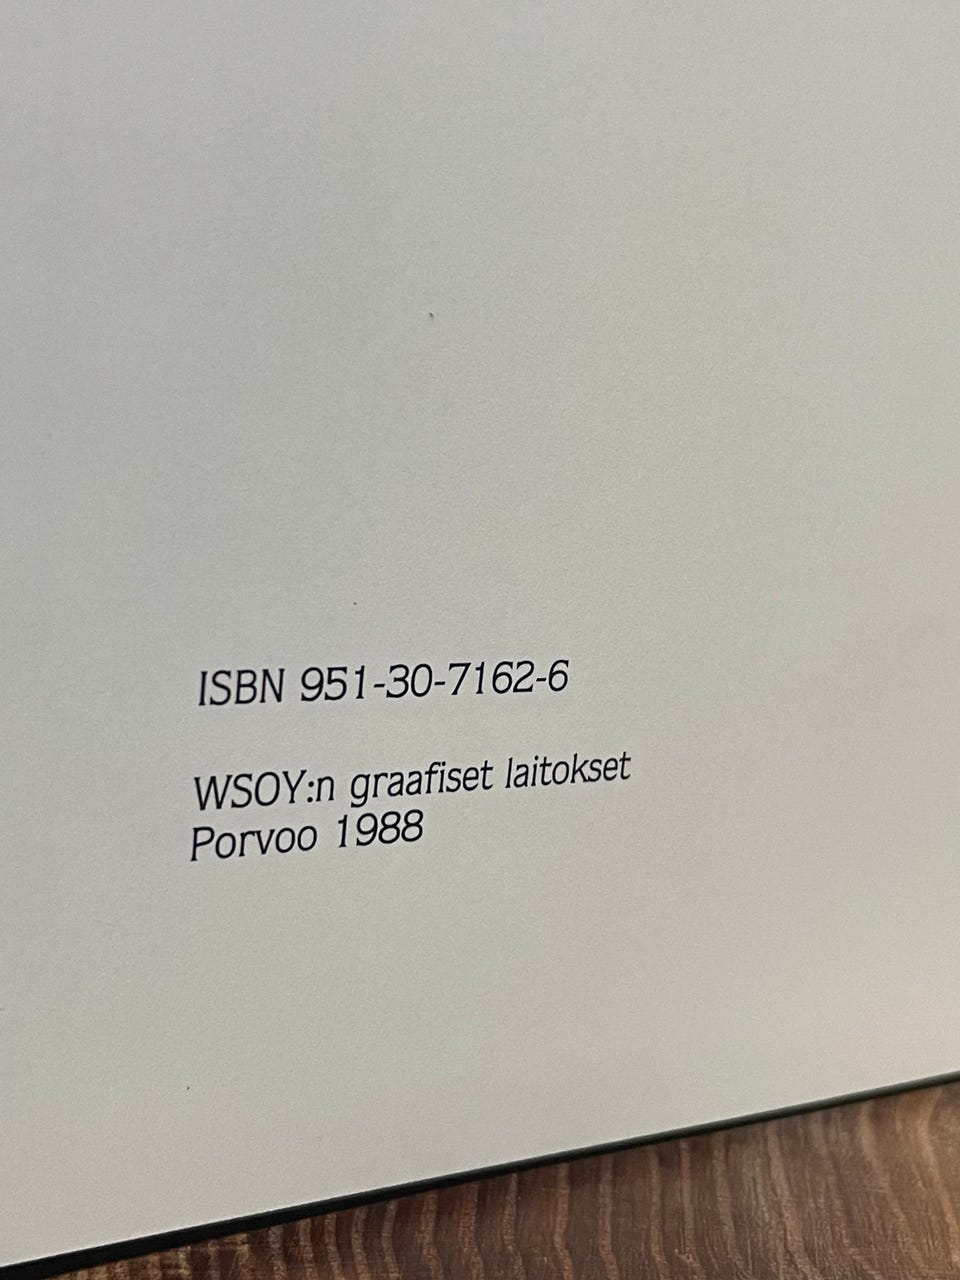 ISBN 951-30-7162-6
WSOY:n graafiset laitokset
Porvoo 1988